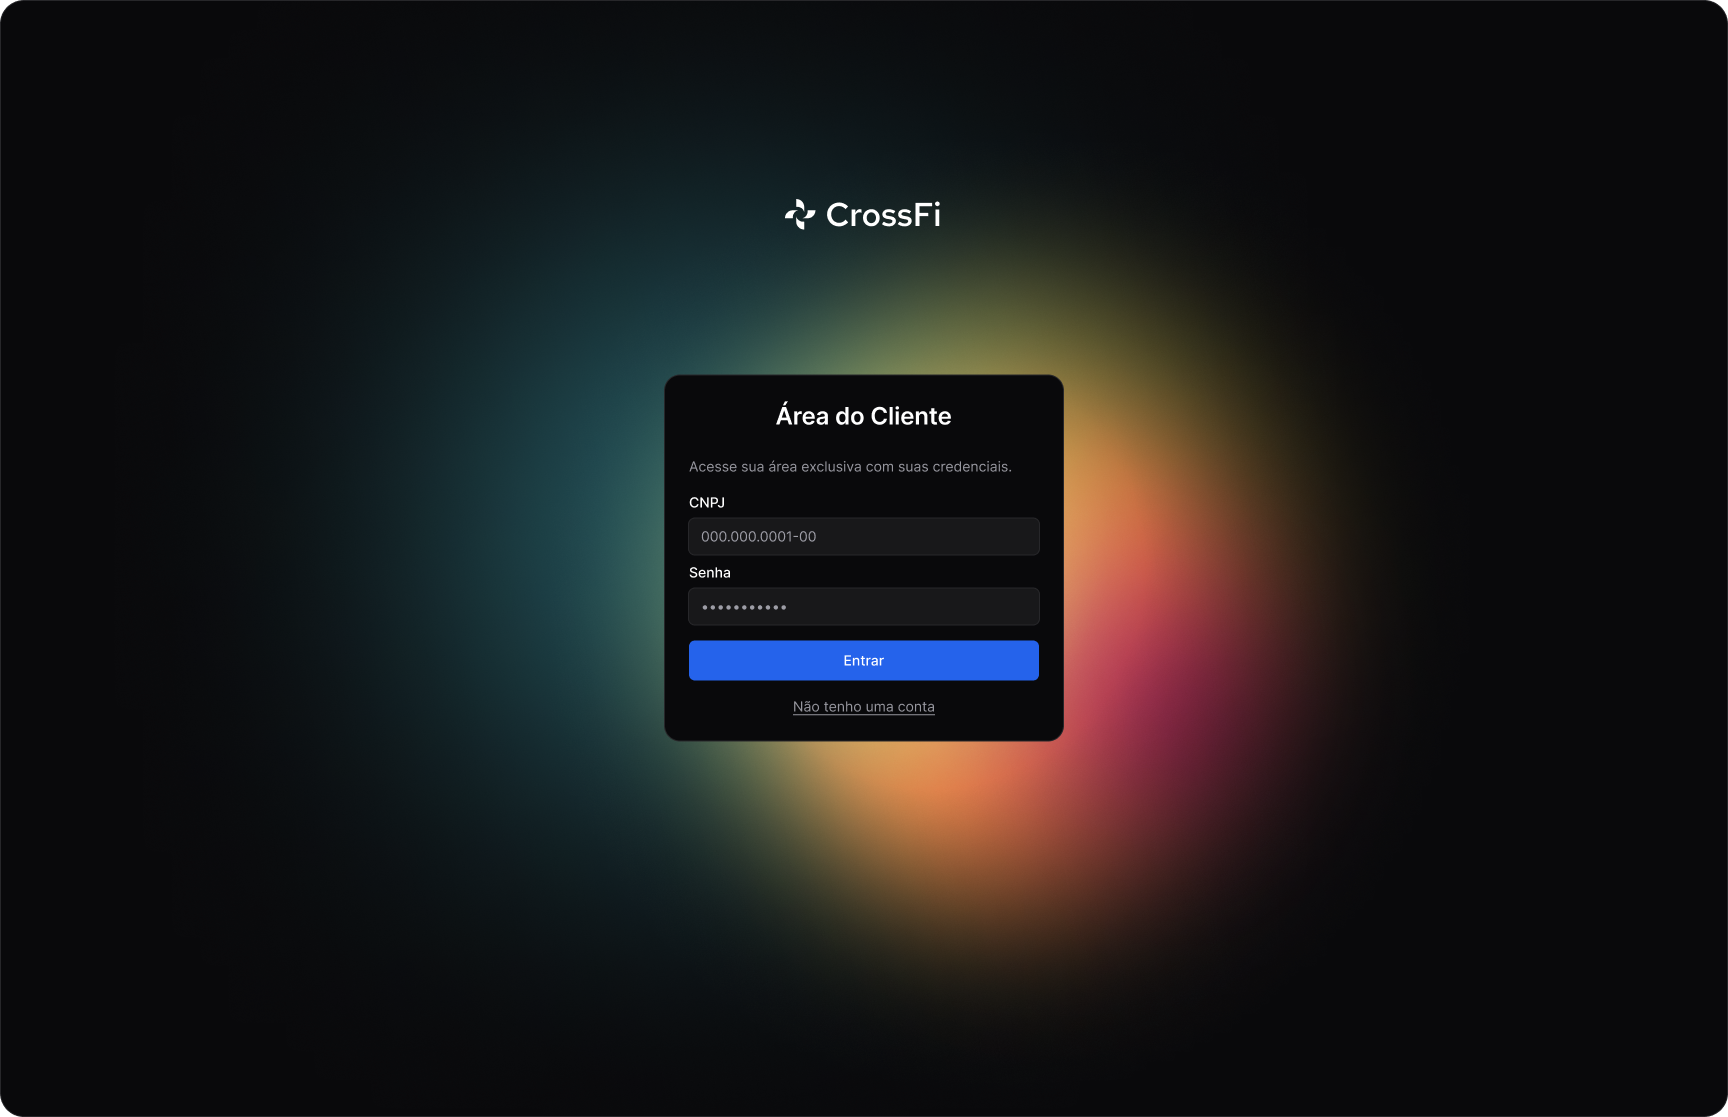 CrossFi
Área do Cliente
Acesse sua área exclusiva com suas credenciais.
CNPJ
000.000.0001-00
Senha
•••••••••••
Entrar
Não tenho uma conta